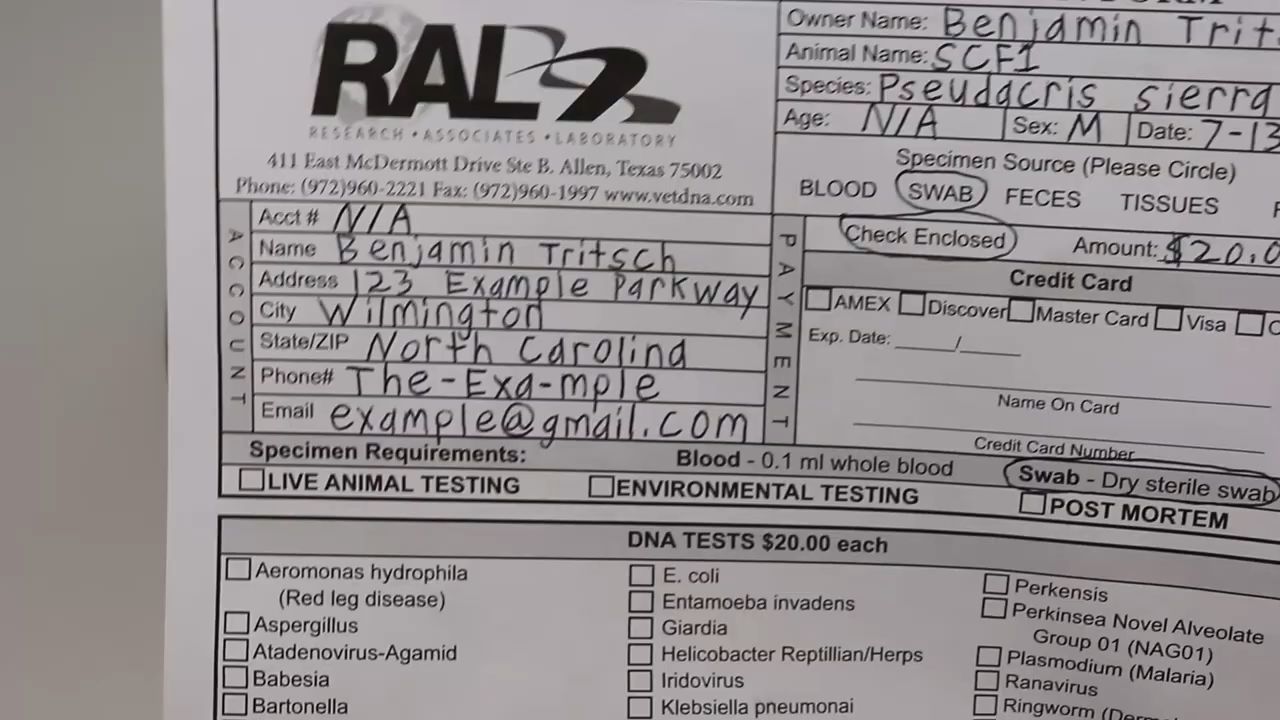 RAL
RESEARCH • ASSOCIATES • LABORATORY
411 East McDermott Drive Ste B. Allen, Texas 75002
Phone: (972)960-2221 Fax: (972)960-1997 www.vetdna.com
Owner Name: Benjamin
Animal Name: SCF1
Species: Pseudacris sierra
Age: N/A Sex: M Date: 7-13
Specimen Source (Please Circle)
BLOOD SWAB FECES TISSUES
ACCOUNT
Acct # N/A
Name Benjamin Tritsch
Address 123 Example Parkway
City Wilmington
State/ZIP North Carolina
Phone# The-Exa-mple
Email example@gmail.com
PAYMENT
Check Enclosed Amount: $20.0
Credit Card
AMEX Discover Master Card Visa
Exp. Date: ______/______
Name On Card
Credit Card Number
Specimen Requirements: Blood - 0.1 ml whole blood Swab - Dry sterile swab
LIVE ANIMAL TESTING ENVIRONMENTAL TESTING POST MORTEM
DNA TESTS $20.00 each
Aeromonas hydrophila
(Red leg disease)
Aspergillus
Atadenovirus-Agamid
Babesia
Bartonella
E. coli
Entamoeba invadens
Giardia
Helicobacter Reptillian/Herps
Iridovirus
Klebsiella pneumonai
Perkensis
Perkinsea Novel Alveolate
Group 01 (NAG01)
Plasmodium (Malaria)
Ranavirus
Ringworm